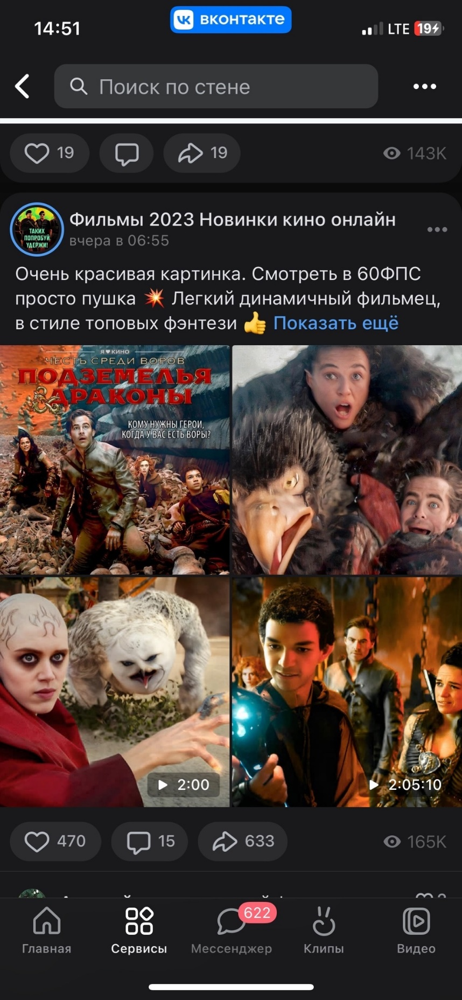 14:51
вконтакте
LTE 19
Поиск по стене
19
19
143K
Фильмы 2023 Новинки кино онлайн
вчера в 06:55
ТАКИХ
ПОПРОБУЙ
УДЕРЖИ!
Очень красивая картинка. Смотреть в 60ФПС
просто пушка 💥 Легкий динамичный фильмец,
в стиле топовых фэнтези 👍 Показать ещё
Я♥КИНО
ЧЕСТЬ СРЕДИ ВОРОВ
ПОДЗЕМЕЛЬЯ
& ДРАКОНЫ
КОМУ НУЖНЫ ГЕРОИ,
КОГДА У ВАС ЕСТЬ ВОРЫ?
2:00
2:05:10
470
15
633
165K
622
Главная
Сервисы
Мессенджер
Клипы
Видео